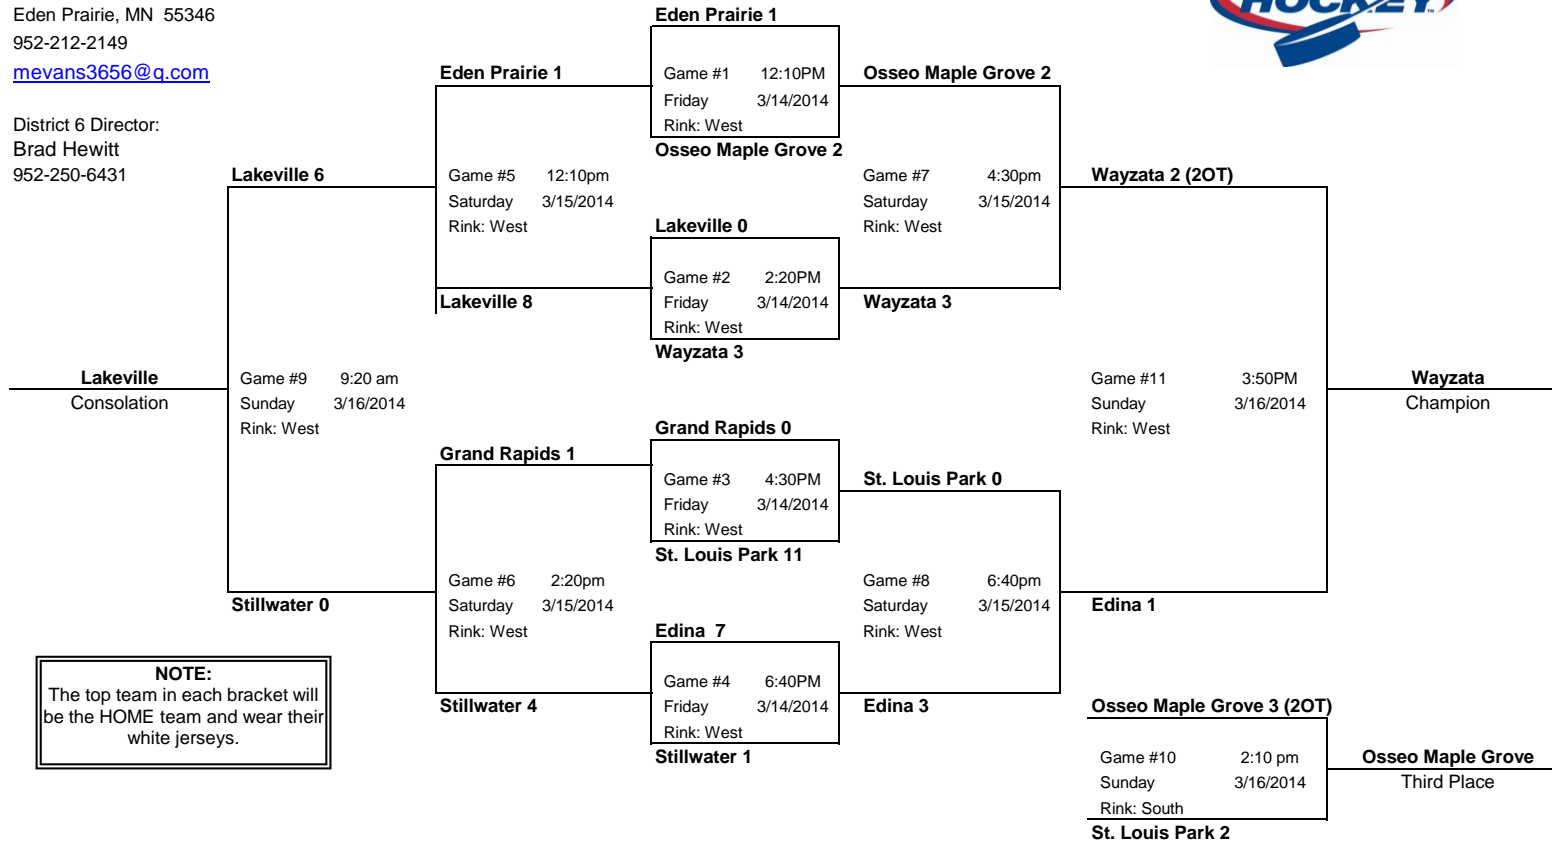 Eden Prairie, MN  55346
952-212-2149
mevans3656@q.com
District 6 Director:
Brad Hewitt
952-250-6431
HOCKEY
TM
Eden Prairie 1
Game #1 12:10PM
Friday 3/14/2014
Rink: West
Osseo Maple Grove 2
Lakeville 0
Game #2 2:20PM
Friday 3/14/2014
Rink: West
Wayzata 3
Grand Rapids 0
Game #3 4:30PM
Friday 3/14/2014
Rink: West
St. Louis Park 11
Edina  7
Game #4 6:40PM
Friday 3/14/2014
Rink: West
Stillwater 1
Eden Prairie 1
Game #5 12:10pm
Saturday 3/15/2014
Rink: West
Lakeville 8
Grand Rapids 1
Game #6 2:20pm
Saturday 3/15/2014
Rink: West
Stillwater 4
Osseo Maple Grove 2
Game #7 4:30pm
Saturday 3/15/2014
Rink: West
Wayzata 3
St. Louis Park 0
Game #8 6:40pm
Saturday 3/15/2014
Rink: West
Edina 3
Lakeville 6
Game #9 9:20 am
Sunday 3/16/2014
Rink: West
Stillwater 0
Lakeville
Consolation
Wayzata 2 (2OT)
Game #11 3:50PM
Sunday 3/16/2014
Rink: West
Edina 1
Wayzata
Champion
Osseo Maple Grove 3 (2OT)
Game #10 2:10 pm
Sunday 3/16/2014
Rink: South
St. Louis Park 2
Osseo Maple Grove
Third Place
NOTE:
The top team in each bracket will
be the HOME team and wear their
white jerseys.